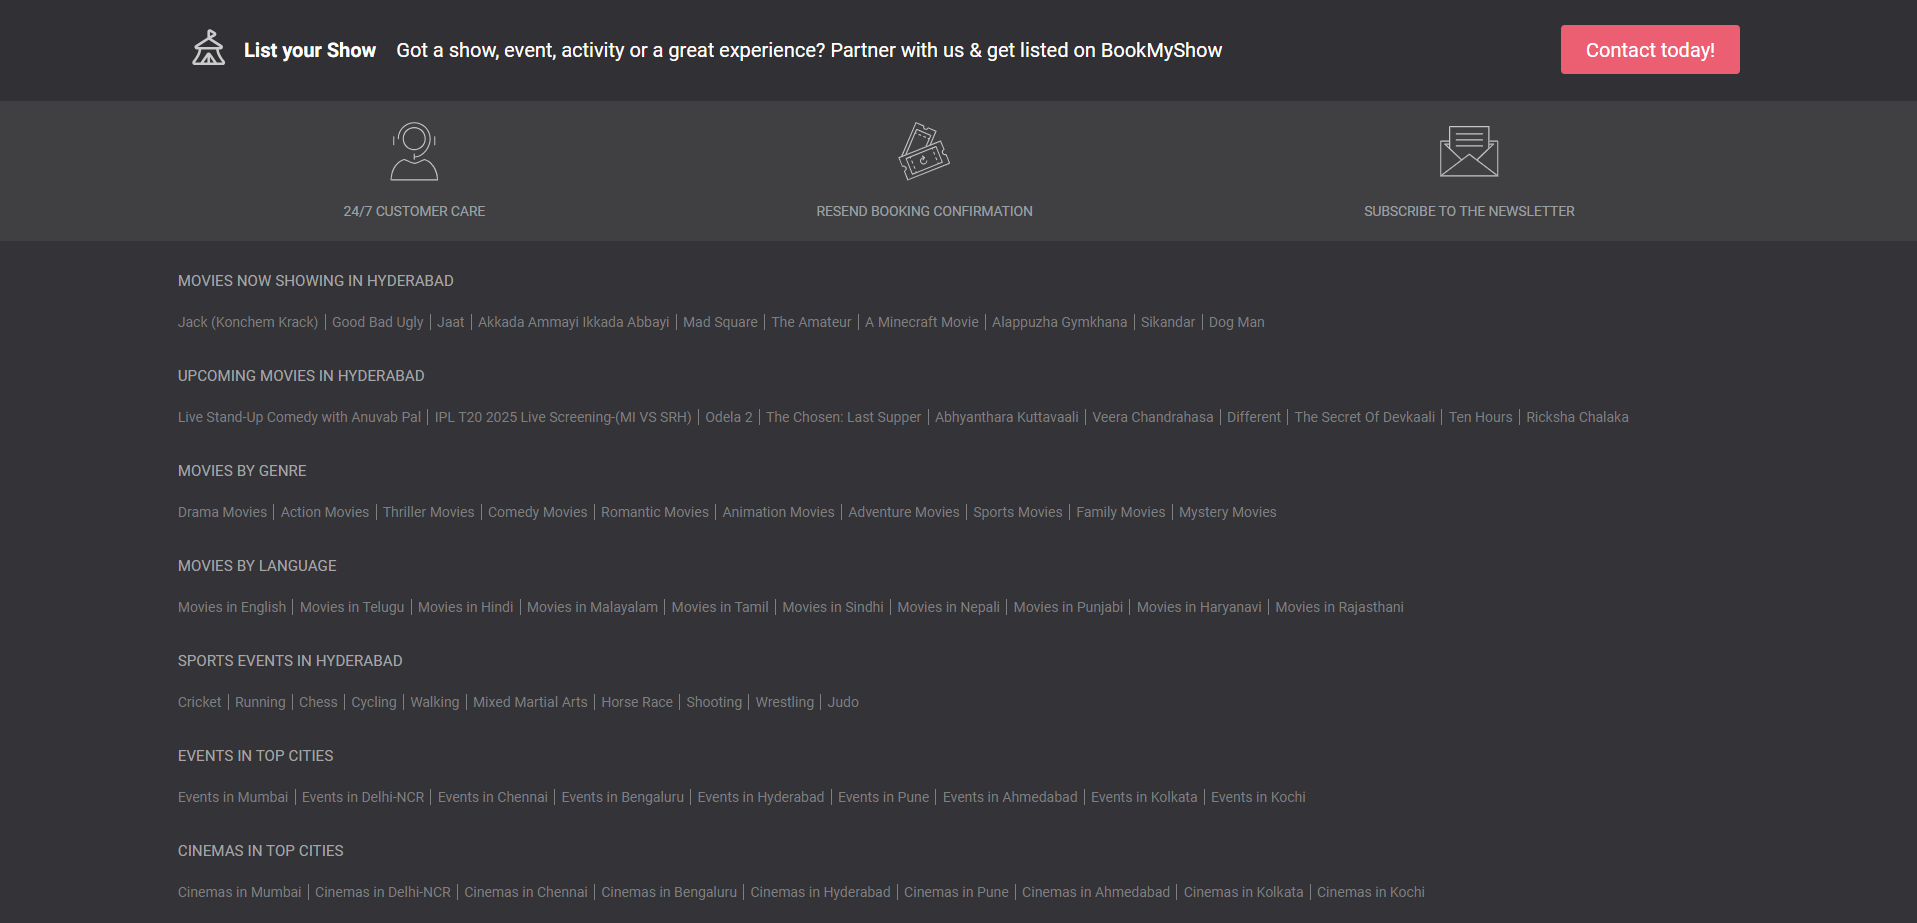 List your Show Got a show, event, activity or a great experience? Partner with us & get listed on BookMyShow Contact today!
24/7 CUSTOMER CARE RESEND BOOKING CONFIRMATION SUBSCRIBE TO THE NEWSLETTER
MOVIES NOW SHOWING IN HYDERABAD
Jack (Konchem Krack) | Good Bad Ugly | Jaat | Akkada Ammayi Ikkada Abbayi | Mad Square | The Amateur | A Minecraft Movie | Alappuzha Gymkhana | Sikandar | Dog Man
UPCOMING MOVIES IN HYDERABAD
Live Stand-Up Comedy with Anuvab Pal | IPL T20 2025 Live Screening-(MI VS SRH) | Odela 2 | The Chosen: Last Supper | Abhyanthara Kuttavaali | Veera Chandrahasa | Different | The Secret Of Devkaali | Ten Hours | Ricksha Chalaka
MOVIES BY GENRE
Drama Movies | Action Movies | Thriller Movies | Comedy Movies | Romantic Movies | Animation Movies | Adventure Movies | Sports Movies | Family Movies | Mystery Movies
MOVIES BY LANGUAGE
Movies in English | Movies in Telugu | Movies in Hindi | Movies in Malayalam | Movies in Tamil | Movies in Sindhi | Movies in Nepali | Movies in Punjabi | Movies in Haryanavi | Movies in Rajasthani
SPORTS EVENTS IN HYDERABAD
Cricket | Running | Chess | Cycling | Walking | Mixed Martial Arts | Horse Race | Shooting | Wrestling | Judo
EVENTS IN TOP CITIES
Events in Mumbai | Events in Delhi-NCR | Events in Chennai | Events in Bengaluru | Events in Hyderabad | Events in Pune | Events in Ahmedabad | Events in Kolkata | Events in Kochi
CINEMAS IN TOP CITIES
Cinemas in Mumbai | Cinemas in Delhi-NCR | Cinemas in Chennai | Cinemas in Bengaluru | Cinemas in Hyderabad | Cinemas in Pune | Cinemas in Ahmedabad | Cinemas in Kolkata | Cinemas in Kochi